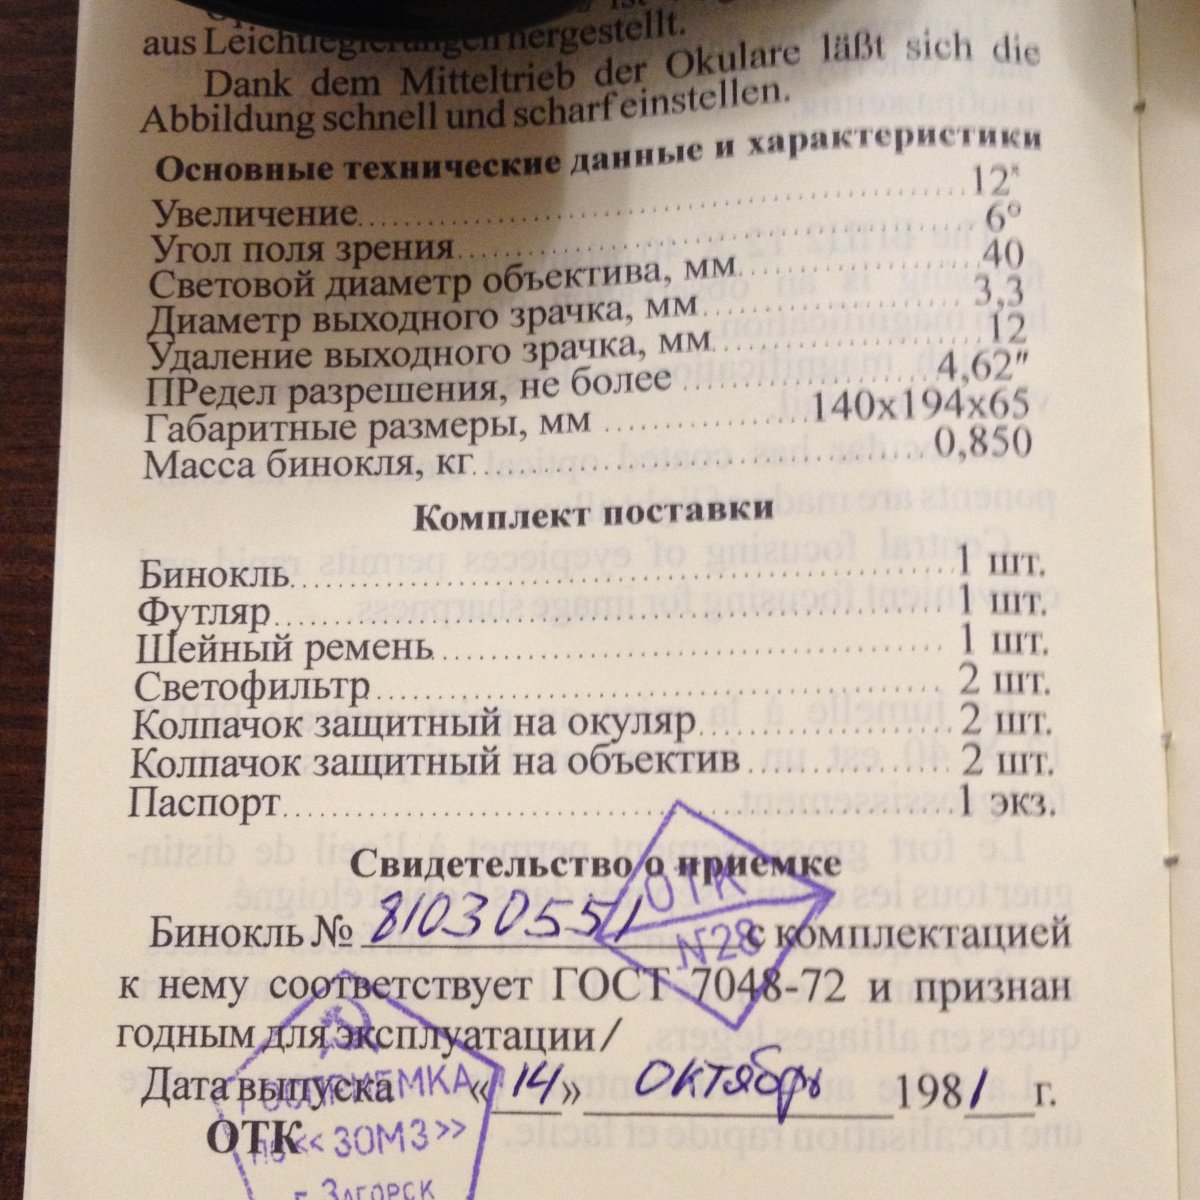 aus Leichtlegierungen hergestellt.
Dank dem Mitteltrieb der Okulare läßt sich die
Abbildung schnell und scharf einstellen.
Основные технические данные и характеристики
Увеличение 12ˣ
Угол поля зрения 6°
Световой диаметр объектива, мм 40
Диаметр выходного зрачка, мм 3,3
Удаление выходного зрачка, мм 12
ПРедел разрешения, не более 4,62"
Габаритные размеры, мм 140х194х65
Масса бинокля, кг 0,850
Комплект поставки
Бинокль 1 шт.
Футляр 1 шт.
Шейный ремень 1 шт.
Светофильтр 2 шт.
Колпачок защитный на окуляр 2 шт.
Колпачок защитный на объектив 2 шт.
Паспорт 1 экз.
Свидетельство о приемке
ОТК
Бинокль № 81030551 с комплектацией
N28
к нему соответствует ГОСТ 7048-72 и признан
годным для эксплуатации/
Дата выпуска «14» октябрь 1981 г.
ГОСПРИЕМКА
ОТК
ПО <<ЗОМЗ>>
г. ЗАГОРСК